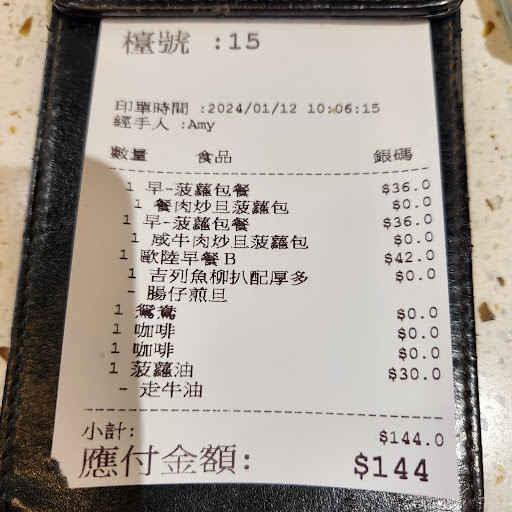 檯號 :15
印單時間 :2024/01/12 10:06:15
經手人 :Amy
數量 食品 銀碼
1 早-菠蘿包餐 $36.0
1 餐肉炒旦菠蘿包 $0.0
1 早-菠蘿包餐 $36.0
1 咸牛肉炒旦菠蘿包 $0.0
1 歐陸早餐B $42.0
1 吉列魚柳扒配厚多 $0.0
- 腸仔煎旦
1 鴛鴦 $0.0
1 咖啡 $0.0
1 咖啡 $0.0
1 菠蘿油 $30.0
- 走牛油
小計: $144.0
應付金額: $144